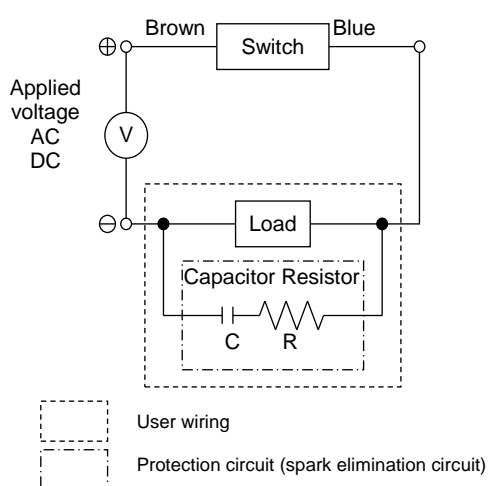 Brown
Switch
Blue
⊕
Applied
voltage
AC
DC
V
⊖
Load
Capacitor Resistor
C
R
User wiring
Protection circuit (spark elimination circuit)